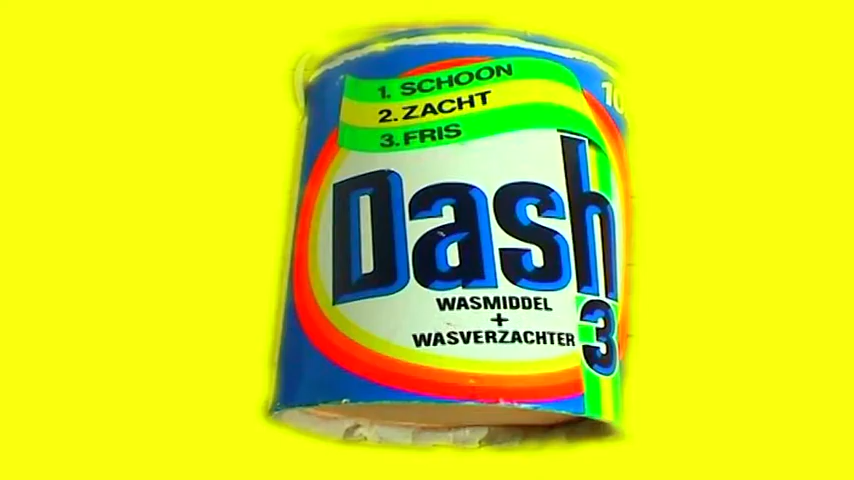 1. SCHOON
2. ZACHT
3. FRIS
Dash
3
WASMIDDEL
+
WASVERZACHTER